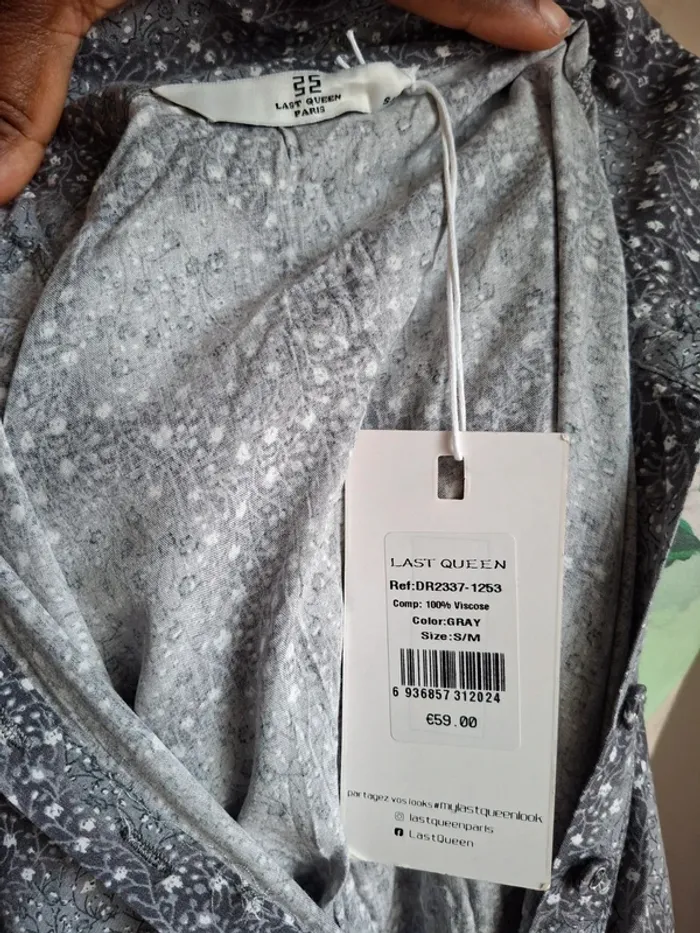 LAST QUEEN
PARIS
S
LAST QUEEN
Ref:DR2337-1253
Comp: 100% Viscose
Color:GRAY
Size:S/M
6 936857 312024
€59.00
partagez vos looks #mylastqueenlook
lastqueenparis
LastQueen